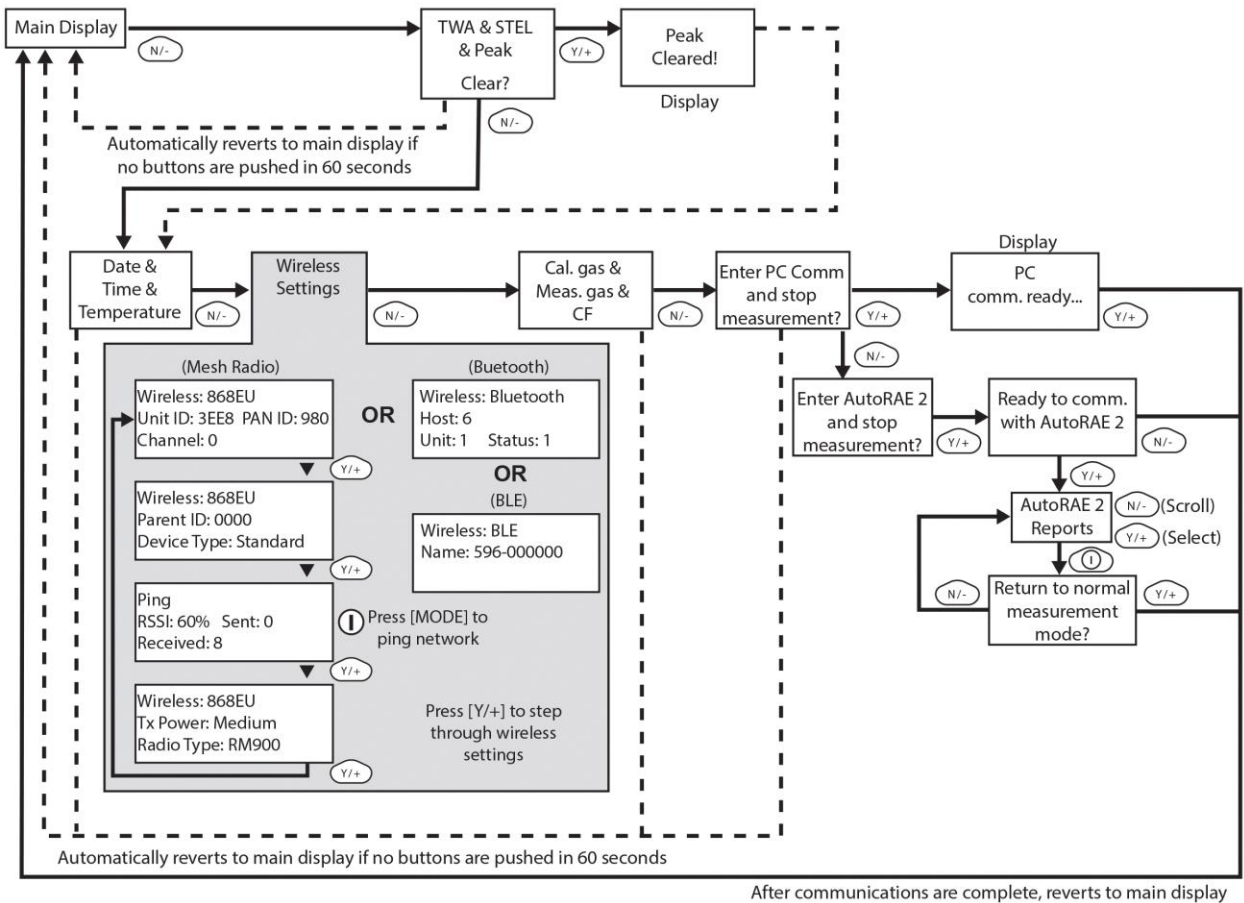 Main Display
N/-
TWA & STEL
& Peak
Clear?
Y/+
Peak
Cleared!
Display
N/-
Automatically reverts to main display if
no buttons are pushed in 60 seconds
Date &
Time &
Temperature
N/-
Wireless
Settings
N/-
Cal. gas &
Meas. gas &
CF
N/-
Enter PC Comm
and stop
measurement?
Y/+
Display
PC
comm. ready...
Y/+
N/-
Enter AutoRAE 2
and stop
measurement?
Y/+
Ready to comm.
with AutoRAE 2
N/-
Y/+
AutoRAE 2
Reports
N/- (Scroll)
Y/+ (Select)
Return to normal
measurement
mode?
N/-
Y/+
(Mesh Radio)
Wireless: 868EU
Unit ID: 3EE8 PAN ID: 980
Channel: 0
Y/+
Wireless: 868EU
Parent ID: 0000
Device Type: Standard
Y/+
Ping
RSSI: 60% Sent: 0
Received: 8
Y/+
Wireless: 868EU
Tx Power: Medium
Radio Type: RM900
Y/+
OR
(Buetooth)
Wireless: Bluetooth
Host: 6
Unit: 1 Status: 1
OR
(BLE)
Wireless: BLE
Name: 596-000000
Press [MODE] to
ping network
Press [Y/+] to step
through wireless
settings
Automatically reverts to main display if no buttons are pushed in 60 seconds
After communications are complete, reverts to main display